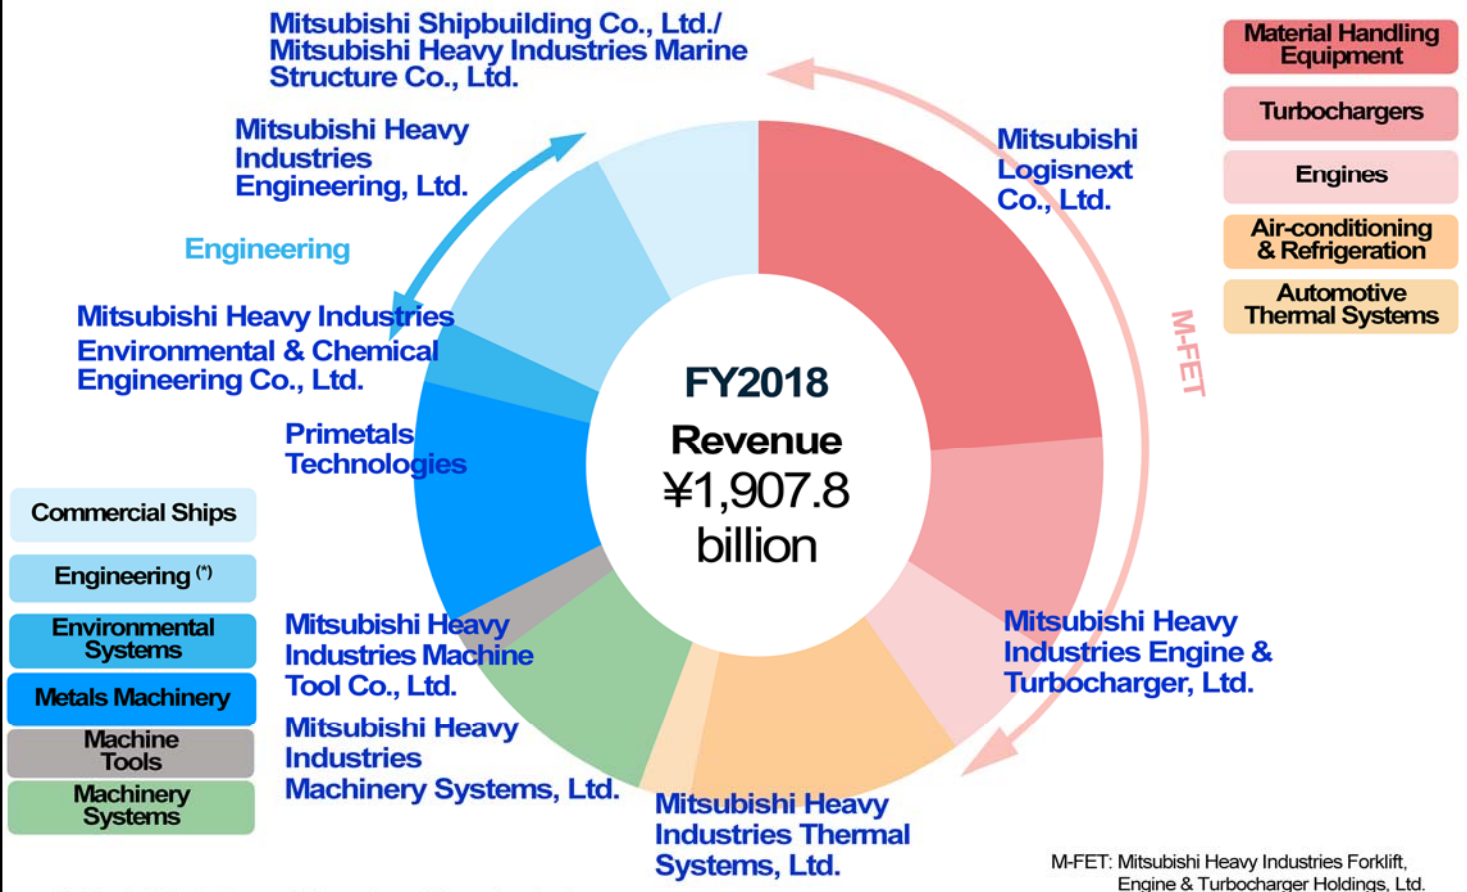 Mitsubishi Shipbuilding Co., Ltd./
Mitsubishi Heavy Industries Marine
Structure Co., Ltd.
Mitsubishi Heavy
Industries
Engineering, Ltd.
Engineering
Mitsubishi Heavy Industries
Environmental & Chemical
Engineering Co., Ltd.
Primetals
Technologies
Commercial Ships
Engineering (*)
Environmental
Systems
Metals Machinery
Machine
Tools
Machinery
Systems
Mitsubishi Heavy
Industries Machine
Tool Co., Ltd.
Mitsubishi Heavy
Industries
Machinery Systems, Ltd.
FY2018
Revenue
¥1,907.8
billion
Mitsubishi Heavy
Industries Thermal
Systems, Ltd.
Mitsubishi
Logisnext
Co., Ltd.
M-FET
Mitsubishi Heavy
Industries Engine &
Turbocharger, Ltd.
Material Handling
Equipment
Turbochargers
Engines
Air-conditioning
& Refrigeration
Automotive
Thermal Systems
M-FET: Mitsubishi Heavy Industries Forklift,
Engine & Turbocharger Holdings, Ltd.